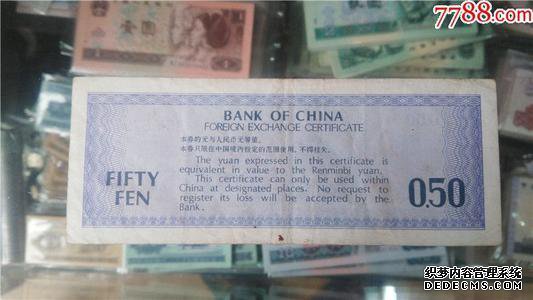 7788.com
壹圆
BANK OF CHINA
FOREIGN EXCHANGE CERTIFICATE
本券的元与人民币元等值。
本券只限在中国境内指定的范围使用，不得挂失。
The yuan expressed in this certificate is
equivalent in value to the Renminbi yuan.
This certificate can only be used within
China at designated places. No request to
register its loss will be accepted by the
Bank.
FIFTY
FEN
0.50
款步内容管理系统